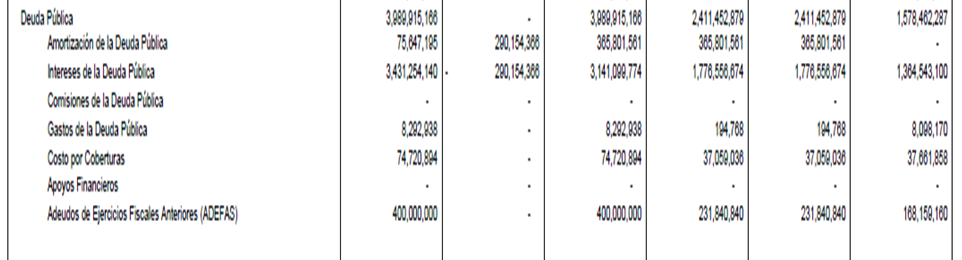 Deuda Pública 3,989,915,166 - 3,989,915,166 2,411,452,879 2,411,452,879 1,578,462,287
Amortización de la Deuda Pública 75,647,195 290,154,366 365,801,561 365,801,561 365,801,561 -
Intereses de la Deuda Pública 3,431,254,140 - 290,154,366 3,141,099,774 1,776,556,674 1,776,556,674 1,364,543,100
Comisiones de la Deuda Pública - - - - - -
Gastos de la Deuda Pública 8,292,938 - 8,292,938 194,768 194,768 8,098,170
Costo por Coberturas 74,720,894 - 74,720,894 37,059,036 37,059,036 37,661,858
Apoyos Financieros - - - - - -
Adeudos de Ejercicios Fiscales Anteriores (ADEFAS) 400,000,000 - 400,000,000 231,840,840 231,840,840 168,159,160